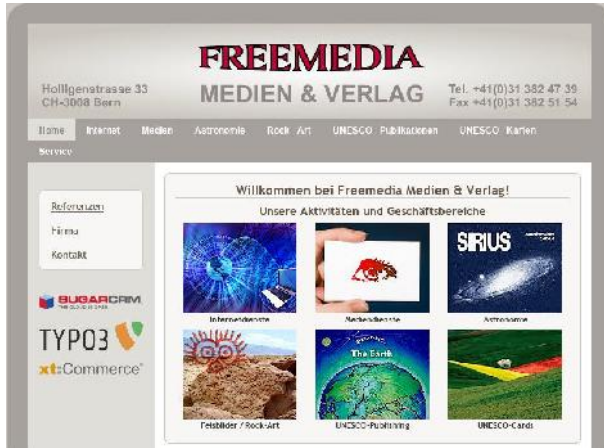 FREEMEDIA
MEDIEN & VERLAG
Holligenstrasse 33
CH-3008 Bern
Tel. +41(0)31 382 47 39
Fax +41(0)31 382 51 54
Home Internet Medien Astronomie Rock Art UNESCO Publikationen UNESCO Karten
Service
Referenzen
Firma
Kontakt
SUGARCRM
TYPO3
xt:Commerce
Willkommen bei Freemedia Medien & Verlag!
Unsere Aktivitäten und Geschäftsbereiche
SIRIUS
Internetdienste Mediendienste Astronomie
The Earth
Felsbilder / Rock-Art UNESCO-Publishing UNESCO-Cards